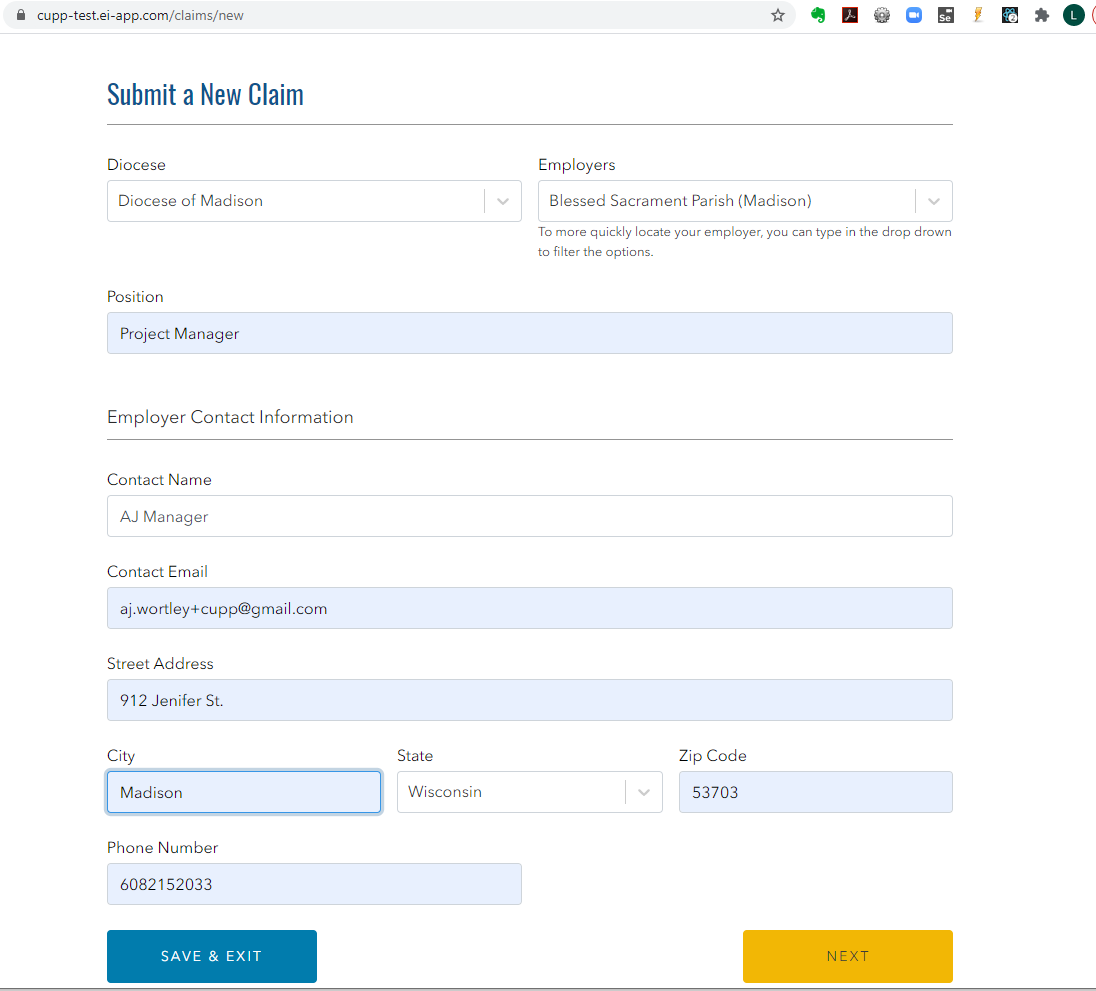 cupp-test.ei-app.com/claims/new
Se
2
L
Submit a New Claim
Diocese
Employers
Diocese of Madison
Blessed Sacrament Parish (Madison)
To more quickly locate your employer, you can type in the drop drown
to filter the options.
Position
Project Manager
Employer Contact Information
Contact Name
AJ Manager
Contact Email
aj.wortley+cupp@gmail.com
Street Address
912 Jenifer St.
City
State
Zip Code
Madison
Wisconsin
53703
Phone Number
6082152033
SAVE & EXIT
NEXT